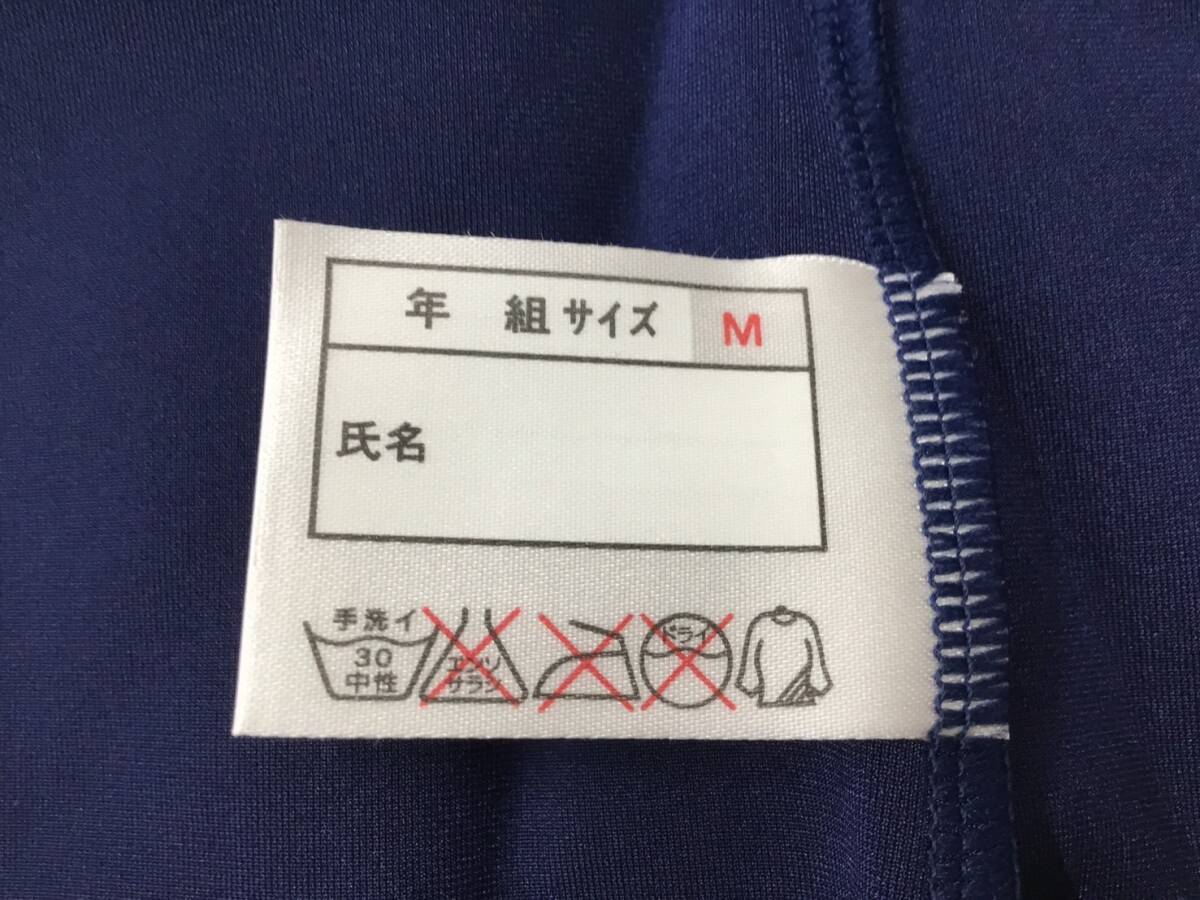 年 組 サイズ M
氏名
手洗イ
30
中性
エンソ
サラシ
ドライ